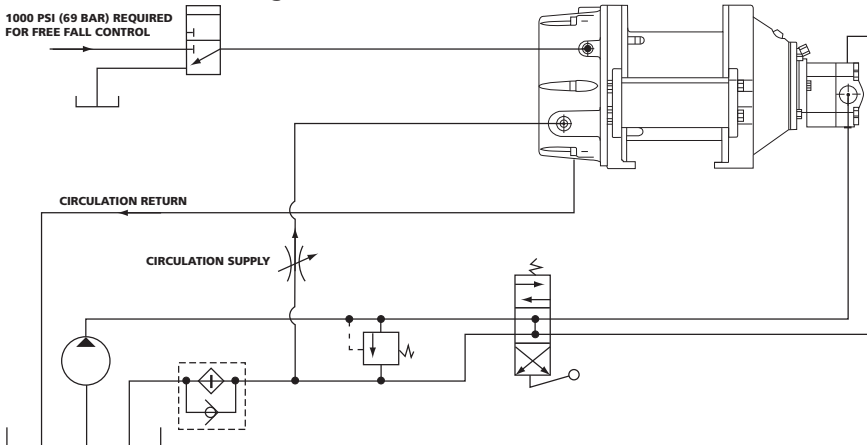 1000 PSI (69 BAR) REQUIRED
FOR FREE FALL CONTROL
CIRCULATION RETURN
CIRCULATION SUPPLY